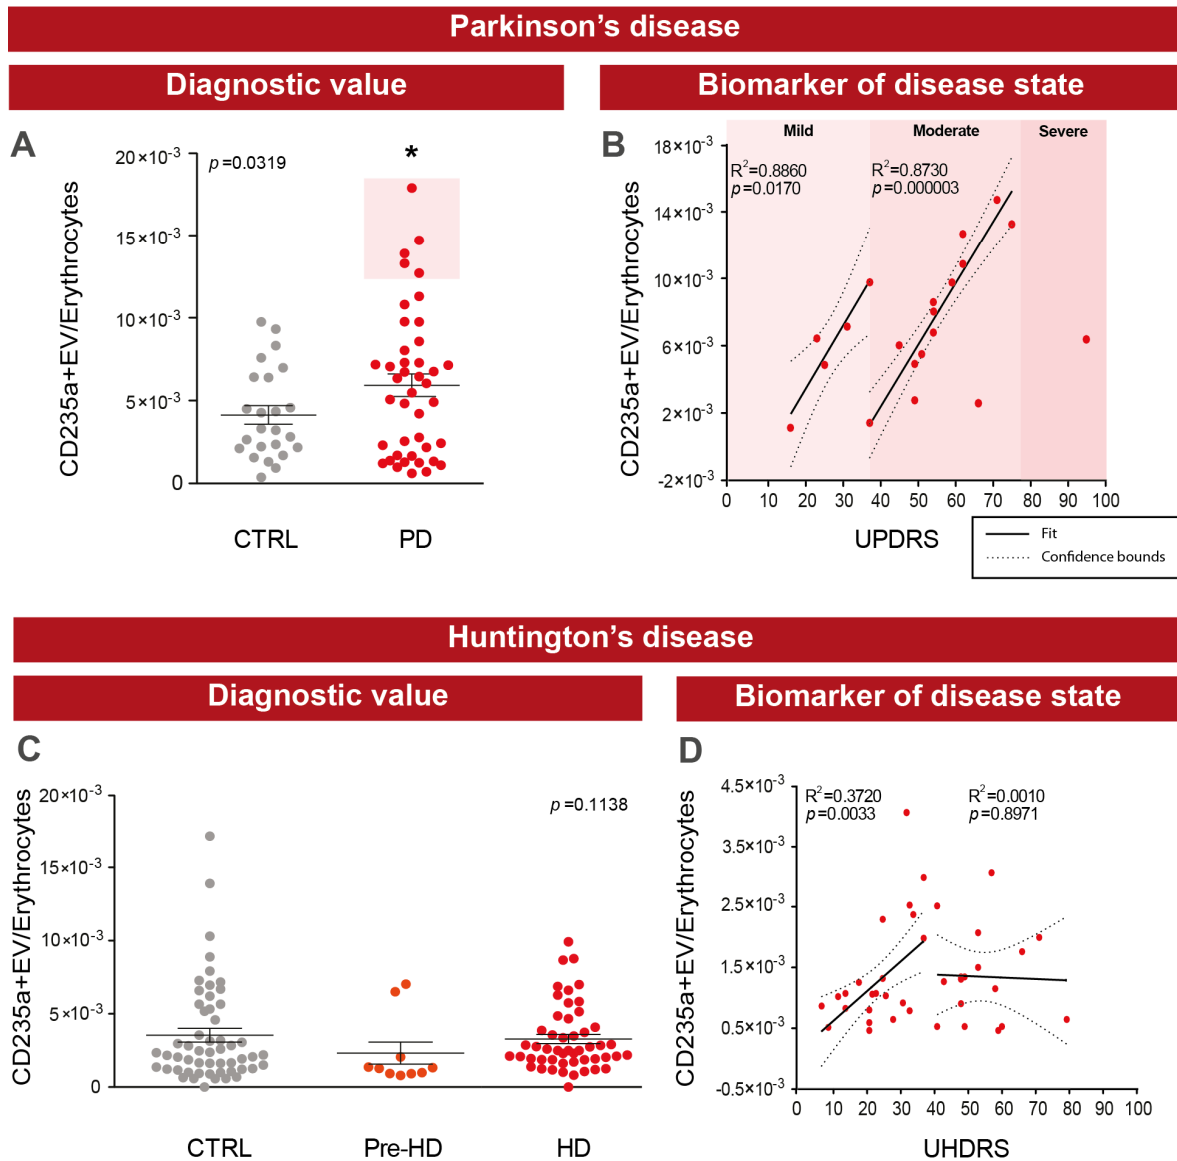 Parkinson's disease
Diagnostic value
Biomarker of disease state
A
CD235a+EV/Erythrocytes
p=0.0319
*
20×10-3
15×10-3
10×10-3
5×10-3
0
CTRL PD
B
CD235a+EV/Erythrocytes
Mild Moderate Severe
R2=0.8860
p=0.0170
R2=0.8730
p=0.000003
18×10-3
14×10-3
10×10-3
6×10-3
2×10-3
-2×10-3
0 10 20 30 40 50 60 70 80 90 100
UPDRS
Fit
Confidence bounds
Huntington's disease
Diagnostic value
Biomarker of disease state
C
CD235a+EV/Erythrocytes
p=0.1138
20×10-3
15×10-3
10×10-3
5×10-3
0
CTRL Pre-HD HD
D
CD235a+EV/Erythrocytes
R2=0.3720
p=0.0033
R2=0.0010
p=0.8971
4.5×10-3
3.5×10-3
2.5×10-3
1.5×10-3
0.5×10-3
-0.5×10-3
0 10 20 30 40 50 60 70 80 90 100
UHDRS